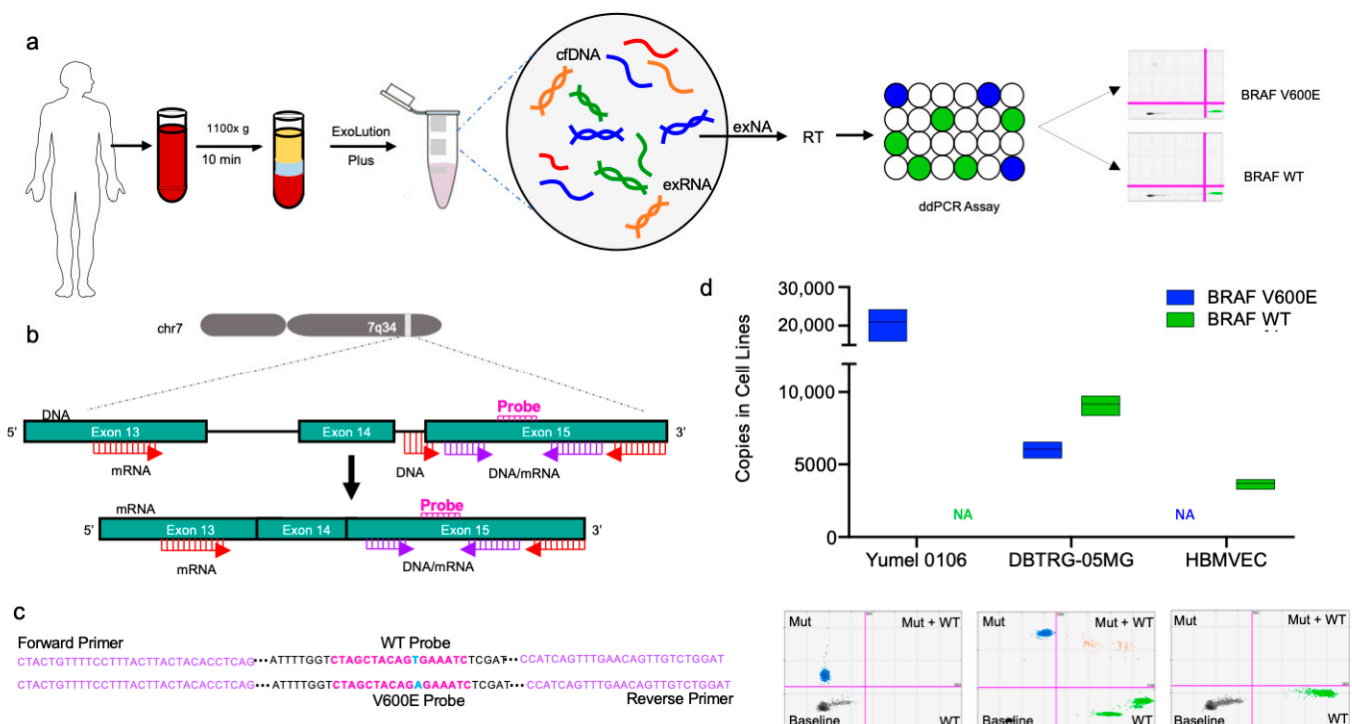 a
1100x g
10 min
ExoLution
Plus
cfDNA
exRNA
exNA
RT
ddPCR Assay
BRAF V600E
BRAF WT
b
chr7
7q34
DNA
Probe
5'
Exon 13
Exon 14
Exon 15
3'
mRNA
DNA
DNA/mRNA
mRNA
Probe
5'
Exon 13
Exon 14
Exon 15
3'
mRNA
DNA/mRNA
c
Forward Primer
WT Probe
CTACTGTTTTCCTTTACTTACTACACCTCAG•••ATTTTGGTCTAGCTACAGTGAAATCTCGAT•••CCATCAGTTTGAACAGTTGTCTGGAT
CTACTGTTTTCCTTTACTTACTACACCTCAG•••ATTTTGGTCTAGCTACAGAGAAATCTCGAT•••CCATCAGTTTGAACAGTTGTCTGGAT
V600E Probe
Reverse Primer
d
Copies in Cell Lines
30,000
20,000
10,000
5000
0
BRAF V600E
BRAF WT
NA
NA
Yumel 0106
DBTRG-05MG
HBMVEC
Mut
Mut + WT
Baseline
WT
Mut
Mut + WT
Baseline
WT
Mut
Mut + WT
Baseline
WT